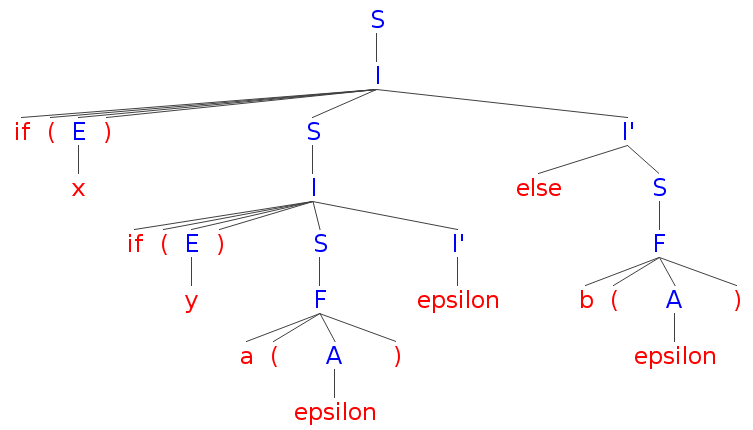 S
I
if ( E ) S I'
x I else S
if ( E ) S I' F
y F epsilon b ( A )
a ( A ) epsilon
epsilon